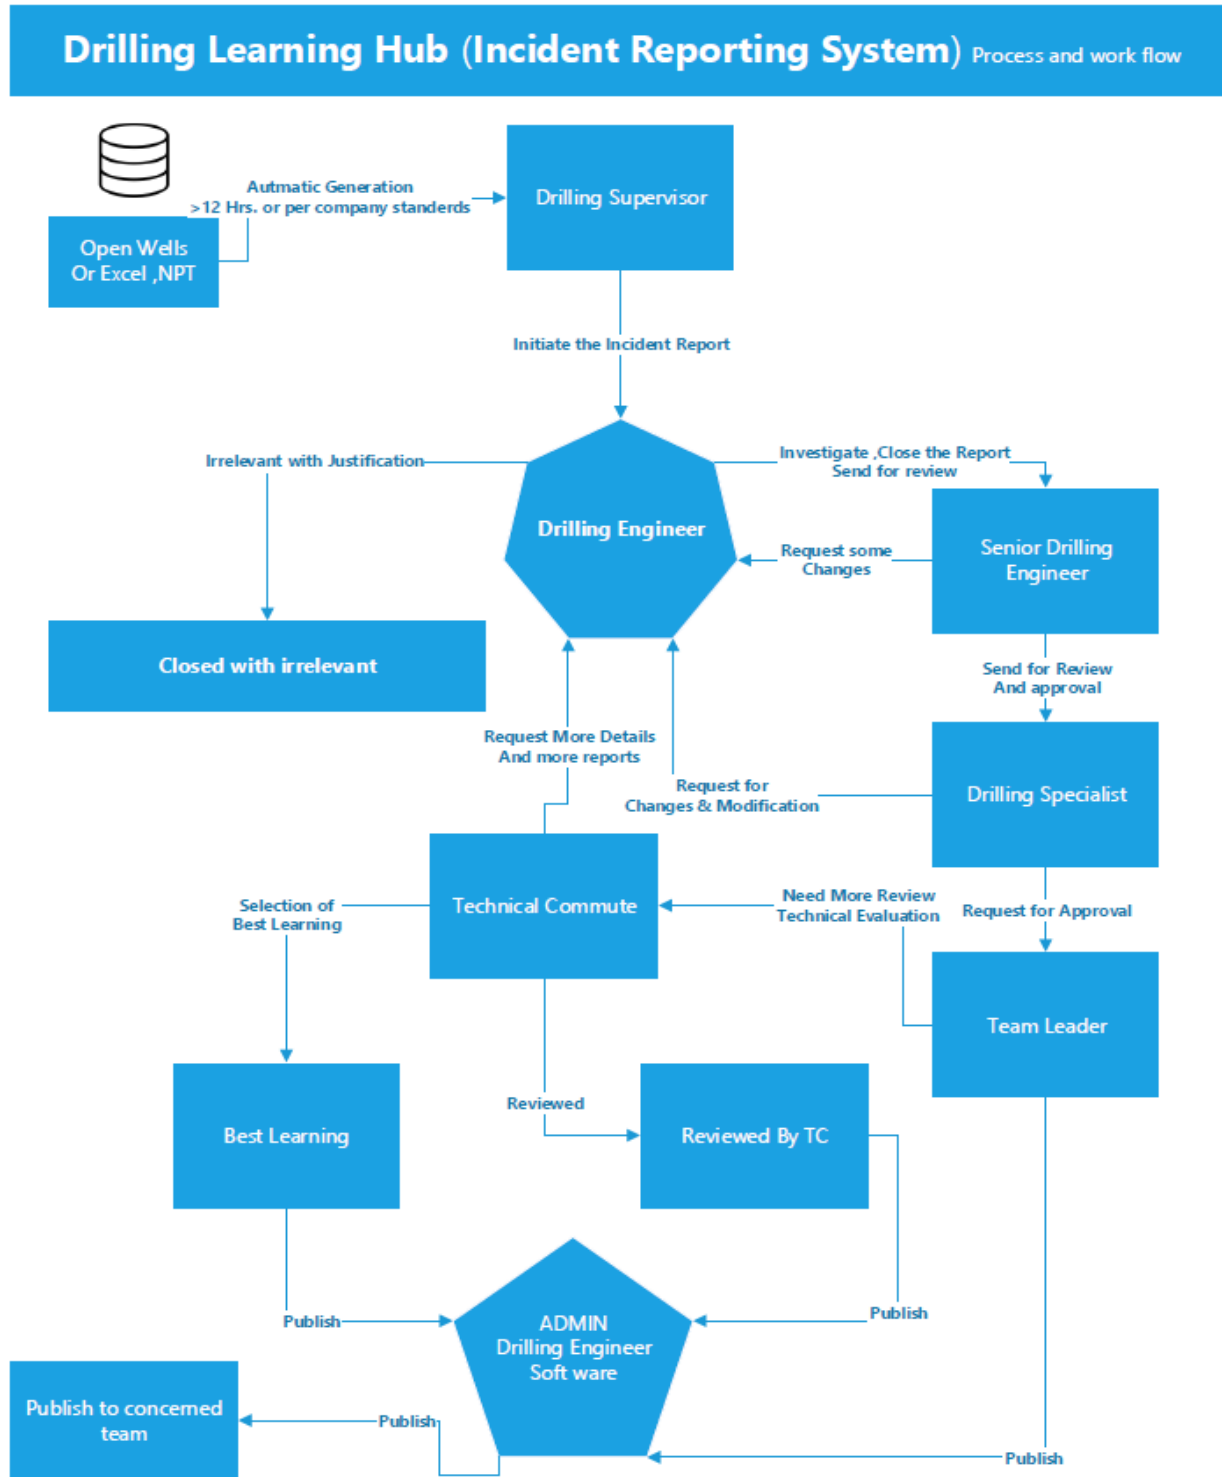 Drilling Learning Hub (Incident Reporting System) Process and work flow
Autmatic Generation
>12 Hrs. or per company standerds
Drilling Supervisor
Open Wells
Or Excel ,NPT
Initiate the Incident Report
Irrelevant with Justification
Investigate ,Close the Report
Send for review
Drilling Engineer
Request some
Changes
Senior Drilling
Engineer
Closed with irrelevant
Send for Review
And approval
Request More Details
And more reports
Request for
Changes & Modification
Drilling Specialist
Selection of
Best Learning
Technical Commute
Need More Review
Technical Evaluation
Request for Approval
Team Leader
Best Learning
Reviewed
Reviewed By TC
Publish
ADMIN
Drilling Engineer
Soft ware
Publish
Publish to concerned
team
Publish
Publish